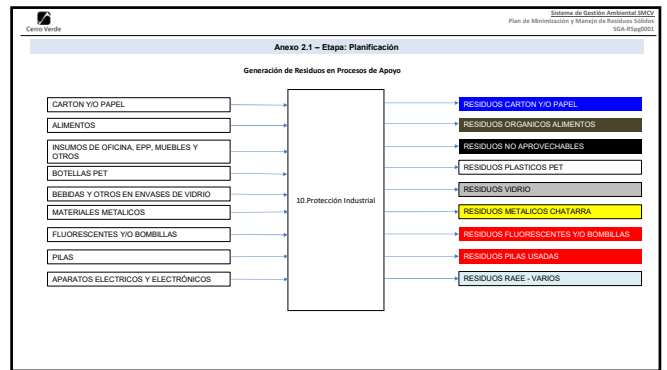 Sistema de Gestión Ambiental SMCV
Plan de Minimización y Manejo de Residuos Sólidos
SGA-RSpg0001
Cerro Verde
Anexo 2.1 – Etapa: Planificación
Generación de Residuos en Procesos de Apoyo
CARTON Y/O PAPEL
ALIMENTOS
INSUMOS DE OFICINA, EPP, MUEBLES Y
OTROS
BOTELLAS PET
BEBIDAS Y OTROS EN ENVASES DE VIDRIO
MATERIALES METALICOS
FLUORESCENTES Y/O BOMBILLAS
PILAS
APARATOS ELECTRICOS Y ELECTRÓNICOS
10.Protección Industrial
RESIDUOS CARTON Y/O PAPEL
RESIDUOS ORGANICOS ALIMENTOS
RESIDUOS NO APROVECHABLES
RESIDUOS PLASTICOS PET
RESIDUOS VIDRIO
RESIDUOS METALICOS CHATARRA
RESIDUOS FLUORESCENTES Y/O BOMBILLAS
RESIDUOS PILAS USADAS
RESIDUOS RAEE - VARIOS